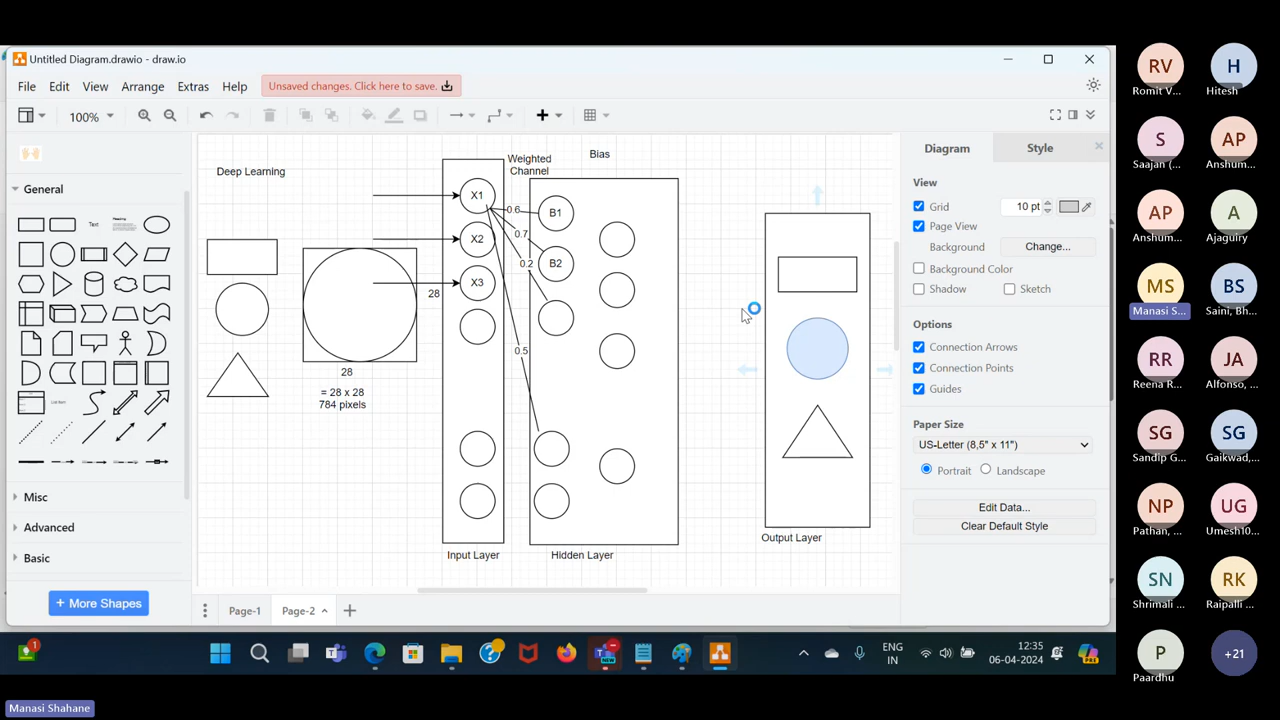 Untitled Diagram.drawio - draw.io
File Edit View Arrange Extras Help
Unsaved changes. Click here to save.
100%
General
Text
Heading
List Item
Misc
Advanced
Basic
+ More Shapes
Deep Learning
28
28
= 28 x 28
784 pixels
Weighted
Channel
Bias
X1
X2
X3
0.6
0.7
0.2
0.5
B1
B2
Input Layer
Hidden Layer
Output Layer
Page-1
Page-2
Diagram
Style
View
Grid
10 pt
Page View
Background
Change...
Background Color
Shadow
Sketch
Options
Connection Arrows
Connection Points
Guides
Paper Size
US-Letter (8,5" x 11")
Portrait
Landscape
Edit Data...
Clear Default Style
RV
Romit V...
H
Hitesh
S
Saajan (...
AP
Anshum...
AP
Anshum...
A
Ajaguiry
MS
Manasi S...
BS
Saini, Bh...
RR
Reena R...
JA
Alfonso, ...
SG
Sandip G...
SG
Gaikwad,...
NP
Pathan, ...
UG
Umesh10...
SN
Shrimali ...
RK
Raipalli ...
P
Paardhu
+21
1
NEW
ENG
IN
12:35
06-04-2024
PRE
Manasi Shahane